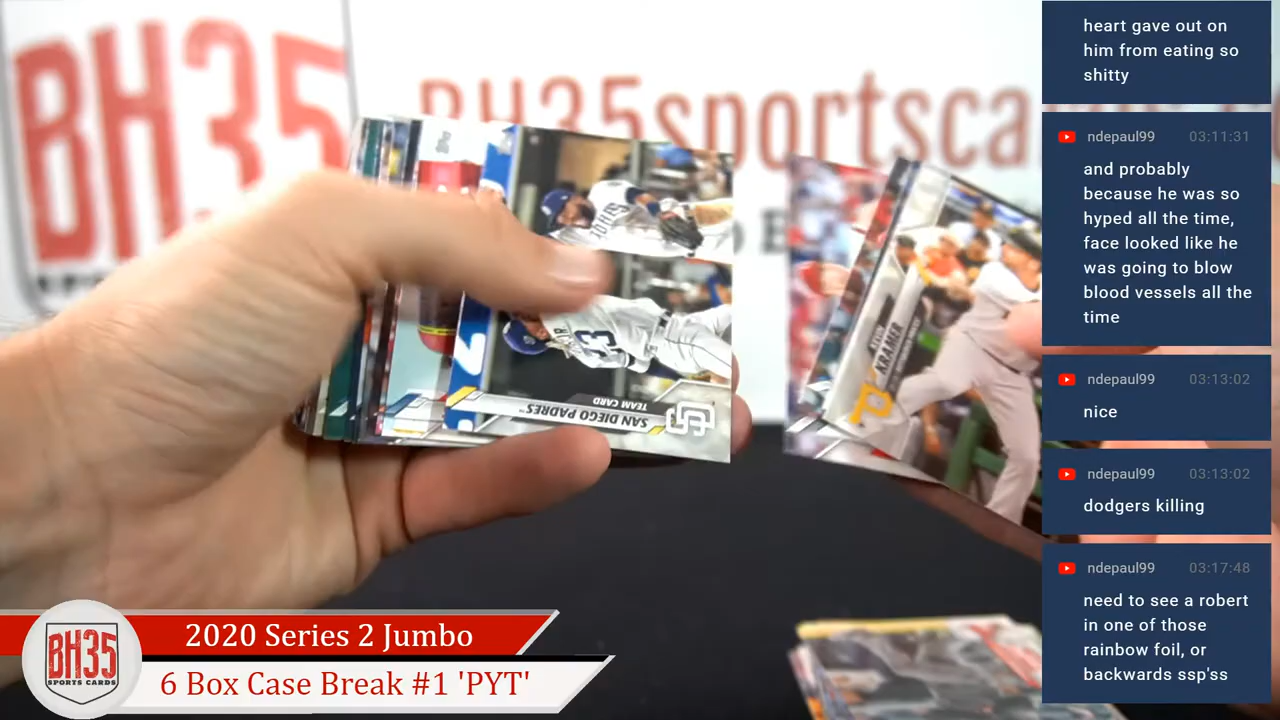 BH35
BH35sportsca
heart gave out on
him from eating so
shitty
ndepaul99 03:11:31
and probably
because he was so
hyped all the time,
face looked like he
was going to blow
blood vessels all the
time
ndepaul99 03:13:02
nice
ndepaul99 03:13:02
dodgers killing
ndepaul99 03:17:48
need to see a robert
in one of those
rainbow foil, or
backwards ssp'ss
KRAMER
P
SAN DIEGO PADRES
TEAM CARD
SD
13
BH35
SPORTS CARDS
2020 Series 2 Jumbo
6 Box Case Break #1 'PYT'